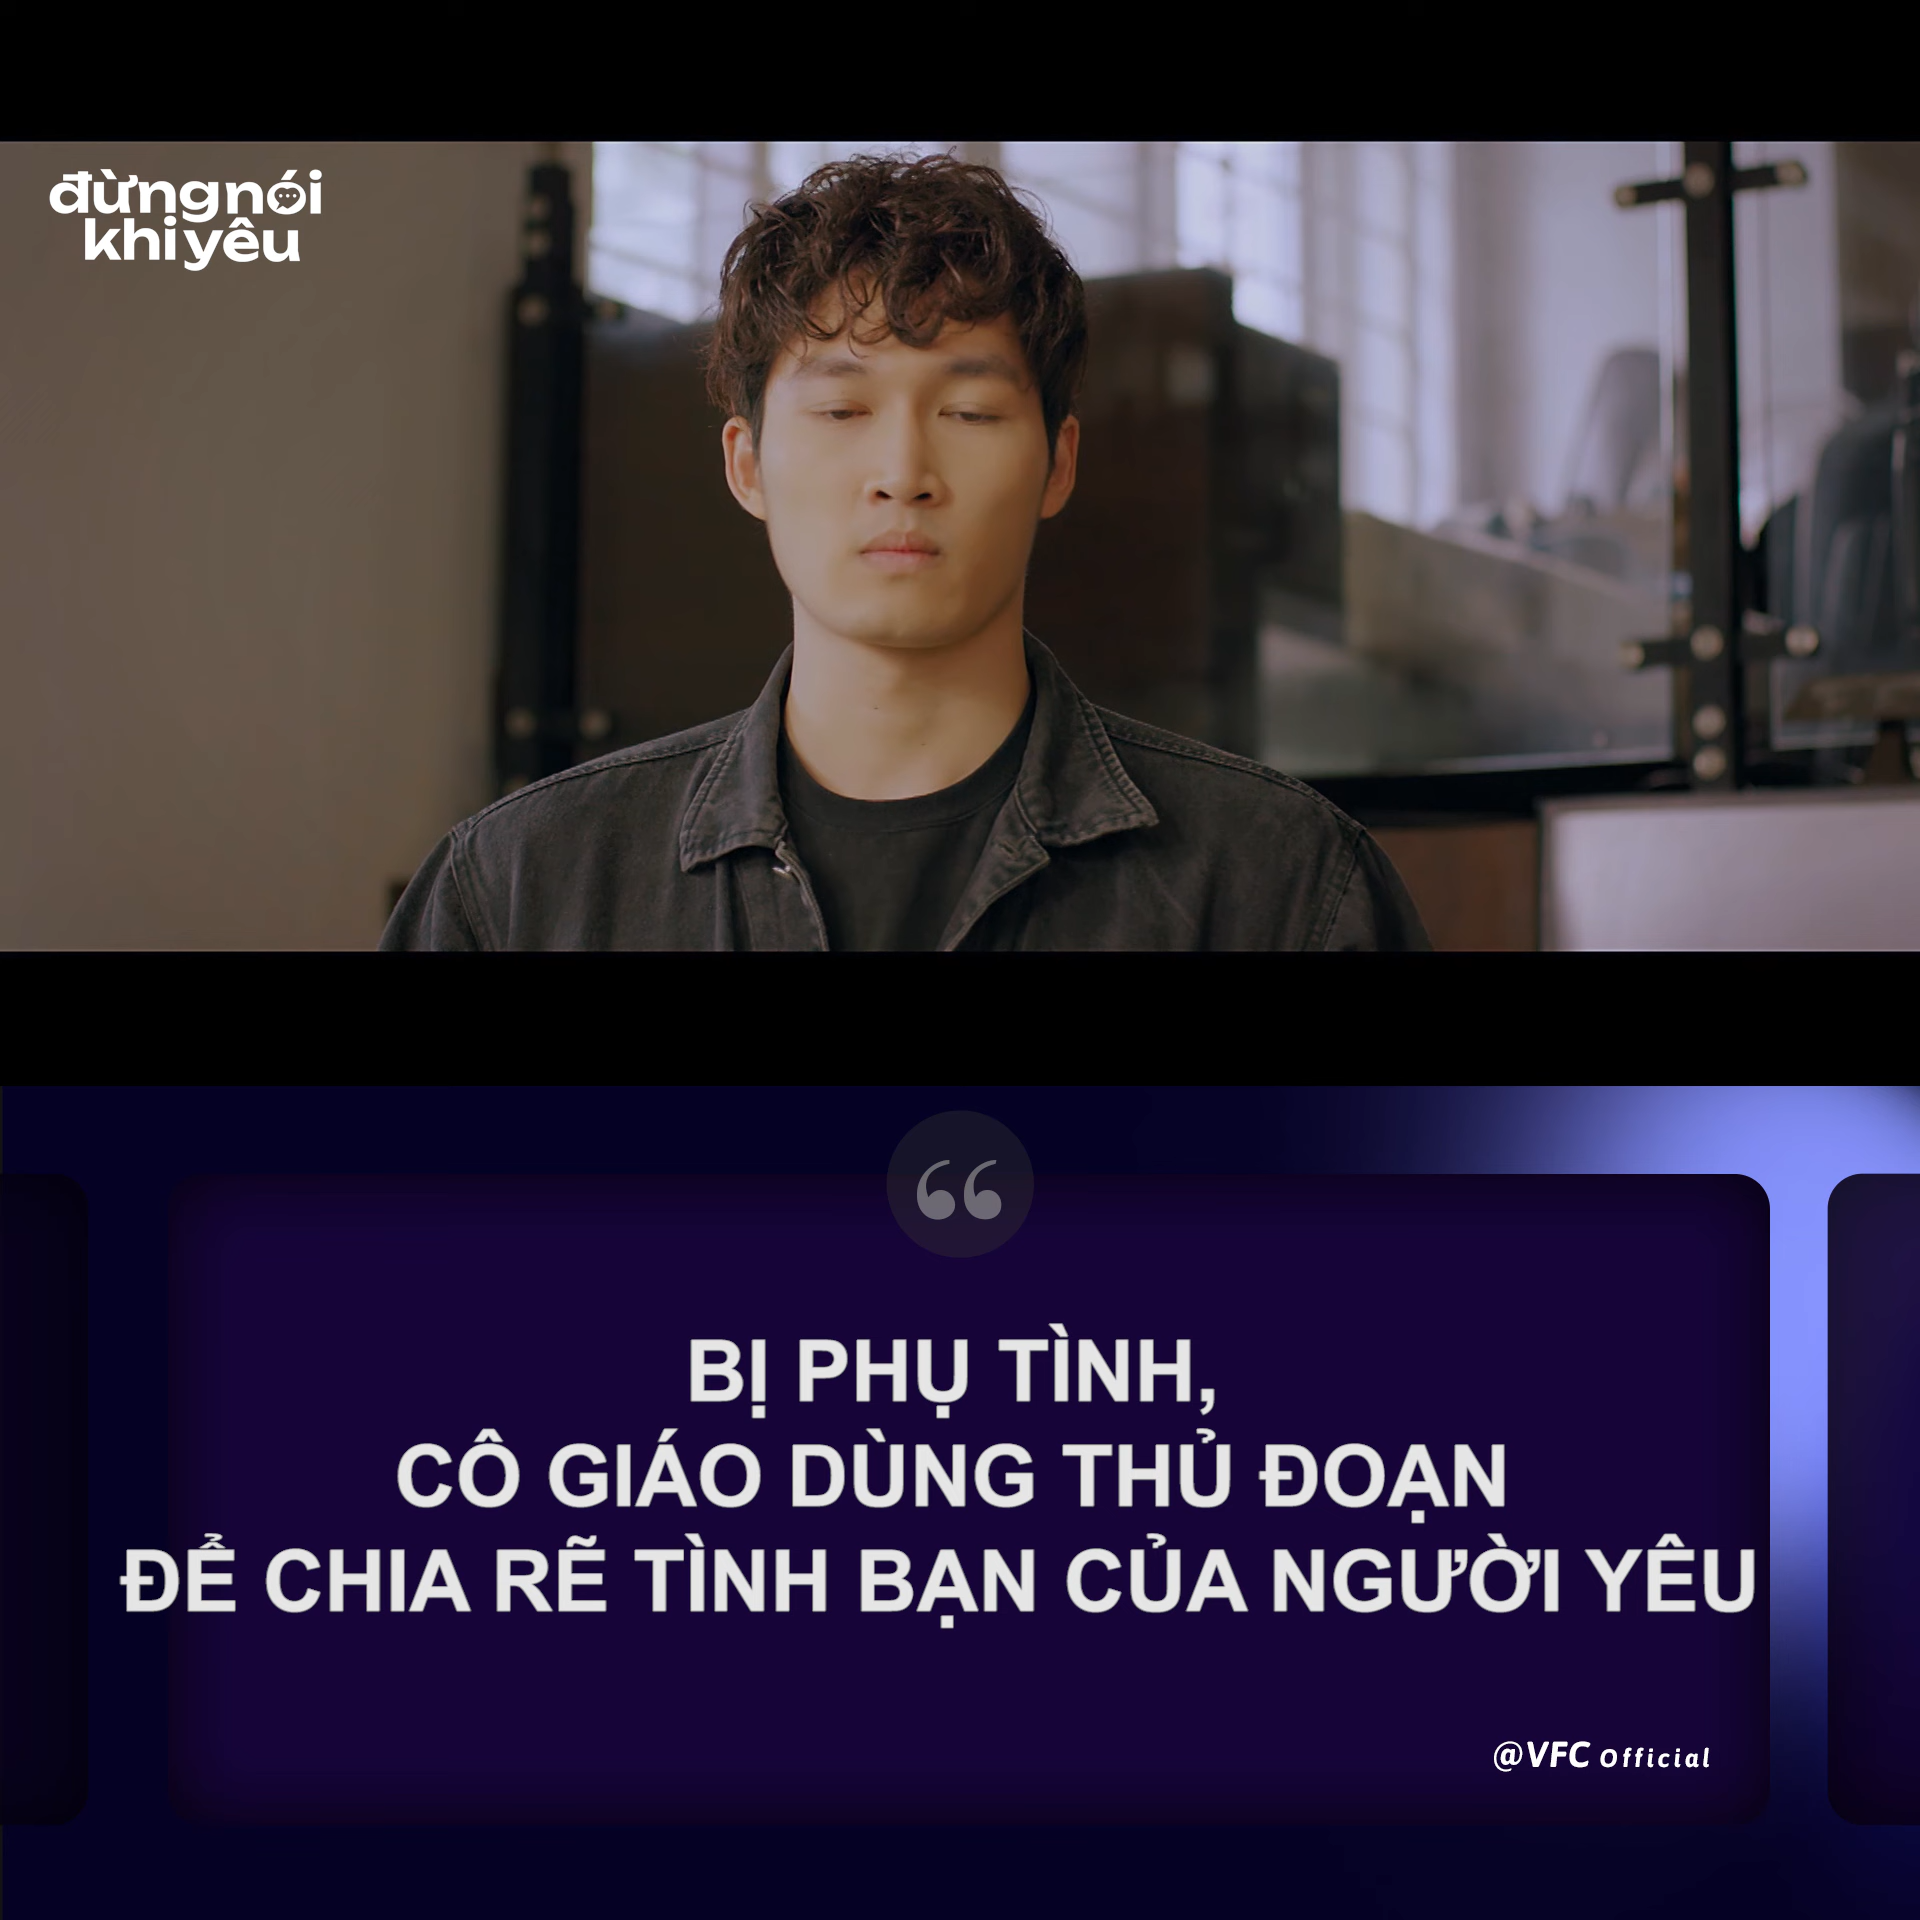 đừng nói
khi yêu
BỊ PHỤ TÌNH,
CÔ GIÁO DÙNG THỦ ĐOẠN
ĐỂ CHIA RẼ TÌNH BẠN CỦA NGƯỜI YÊU
@VFC Official